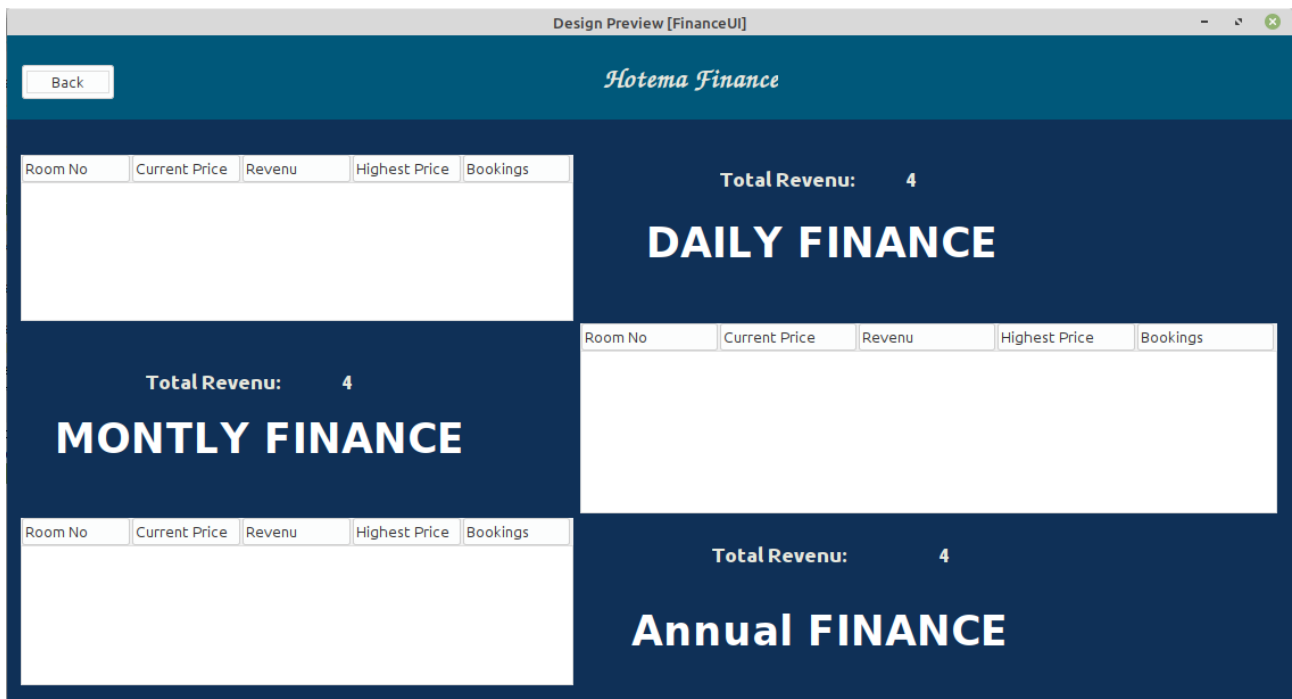 Design Preview [FinanceUI]
Back
Hotema Finance
Room No Current Price Revenu Highest Price Bookings
Total Revenu: 4
DAILY FINANCE
Room No Current Price Revenu Highest Price Bookings
Total Revenu: 4
MONTLY FINANCE
Room No Current Price Revenu Highest Price Bookings
Total Revenu: 4
Annual FINANCE